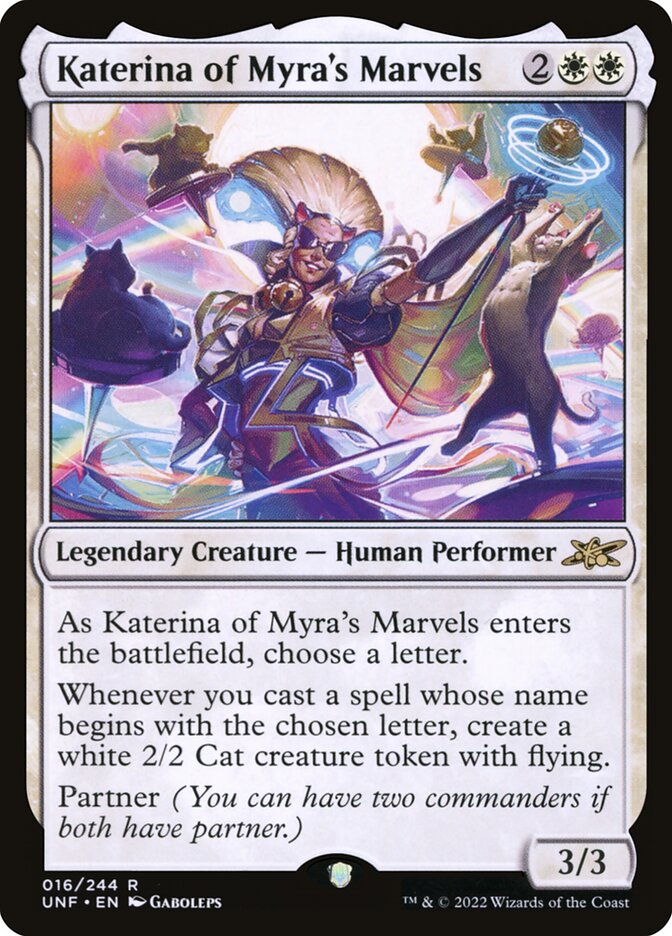 Katerina of Myra's Marvels 2
Legendary Creature — Human Performer
As Katerina of Myra's Marvels enters
the battlefield, choose a letter.
Whenever you cast a spell whose name
begins with the chosen letter, create a
white 2/2 Cat creature token with flying.
Partner (You can have two commanders if
both have partner.)
3/3
016/244 R
UNF • EN Gaboleps
™ & © 2022 Wizards of the Coast